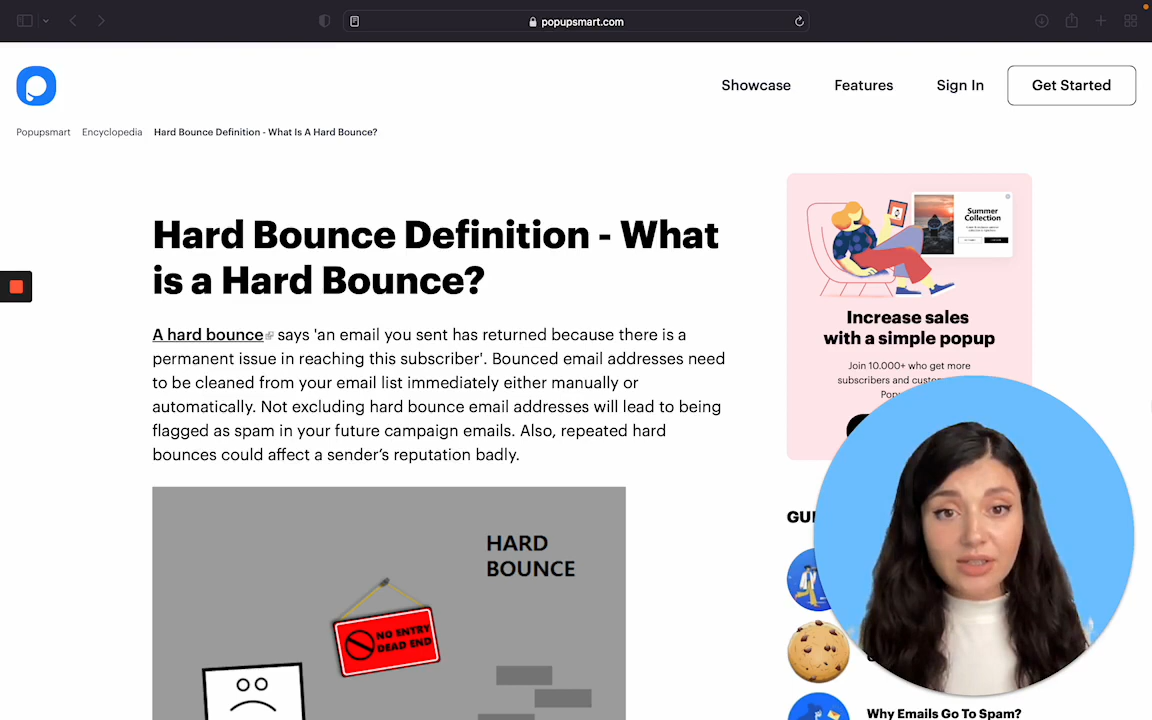 popupsmart.com
Showcase
Features
Sign In
Get Started
Popupsmart
Encyclopedia
Hard Bounce Definition - What Is A Hard Bounce?
Hard Bounce Definition - What
is a Hard Bounce?
A hard bounce says 'an email you sent has returned because there is a
permanent issue in reaching this subscriber'. Bounced email addresses need
to be cleaned from your email list immediately either manually or
automatically. Not excluding hard bounce email addresses will lead to being
flagged as spam in your future campaign emails. Also, repeated hard
bounces could affect a sender’s reputation badly.
HARD
BOUNCE
NO ENTRY
DEAD END
Summer
Collection
Increase sales
with a simple popup
Join 10.000+ who get more
subscribers and
Why Emails Go To Spam?